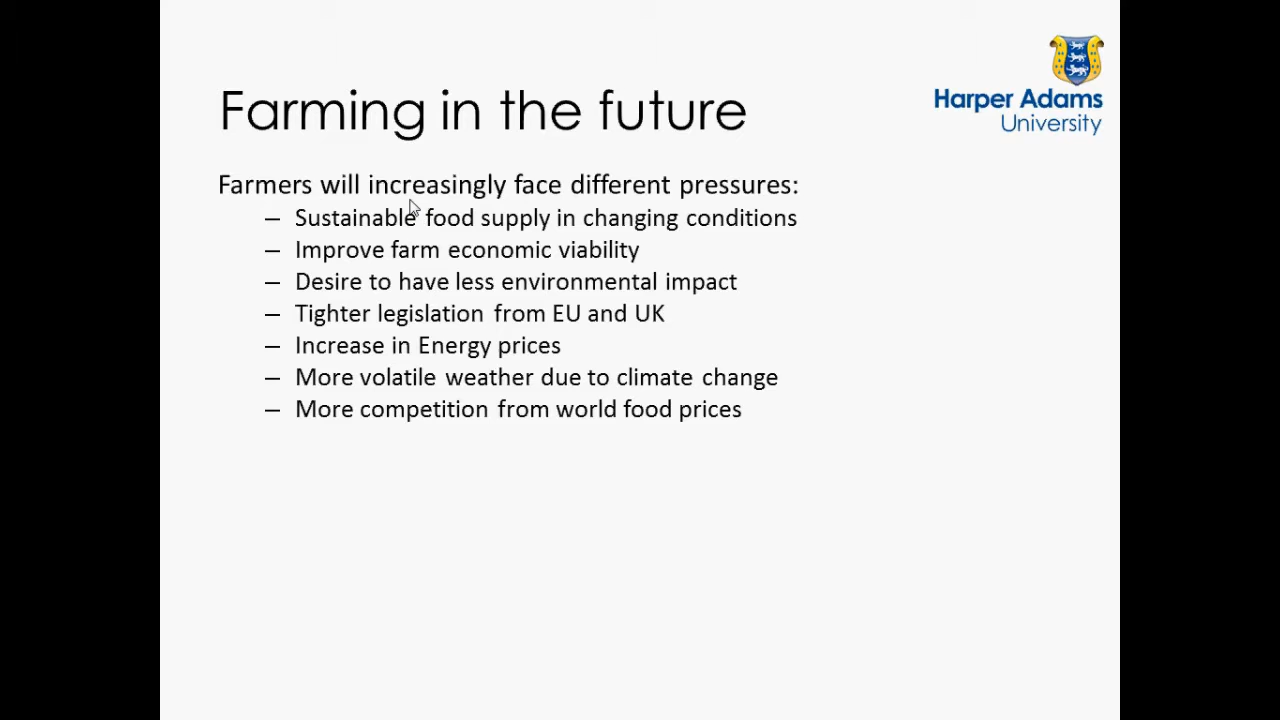 Harper Adams
University
Farming in the future
Farmers will increasingly face different pressures:
– Sustainable food supply in changing conditions
– Improve farm economic viability
– Desire to have less environmental impact
– Tighter legislation from EU and UK
– Increase in Energy prices
– More volatile weather due to climate change
– More competition from world food prices